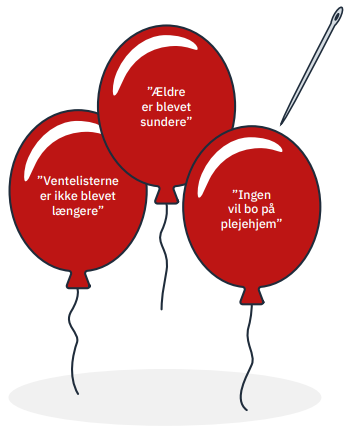 ”Ældre
er blevet
sundere”
”Ventelisterne
er ikke blevet
længere”
”Ingen
vil bo på
plejehjem”